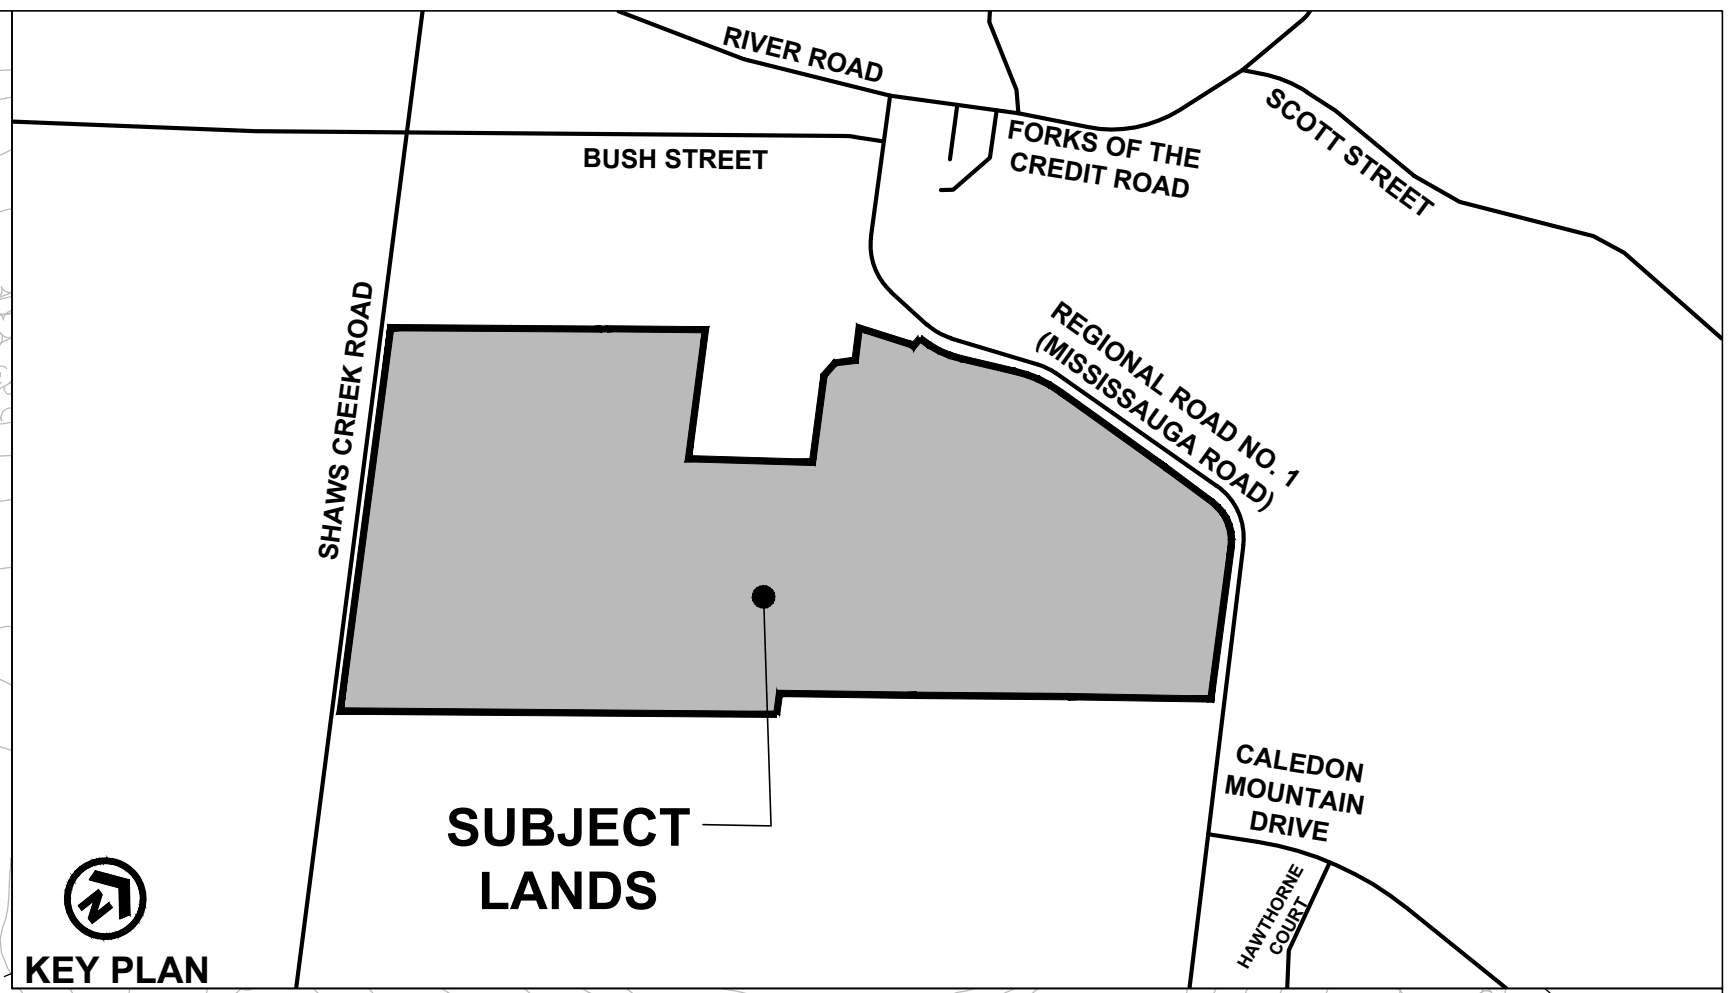 RIVER ROAD
BUSH STREET
FORKS OF THE
CREDIT ROAD
SCOTT STREET
SHAWS CREEK ROAD
REGIONAL ROAD NO. 1
(MISSISSAUGA ROAD)
SUBJECT
LANDS
CALEDON
MOUNTAIN
DRIVE
HAWTHORNE
COURT
N
KEY PLAN